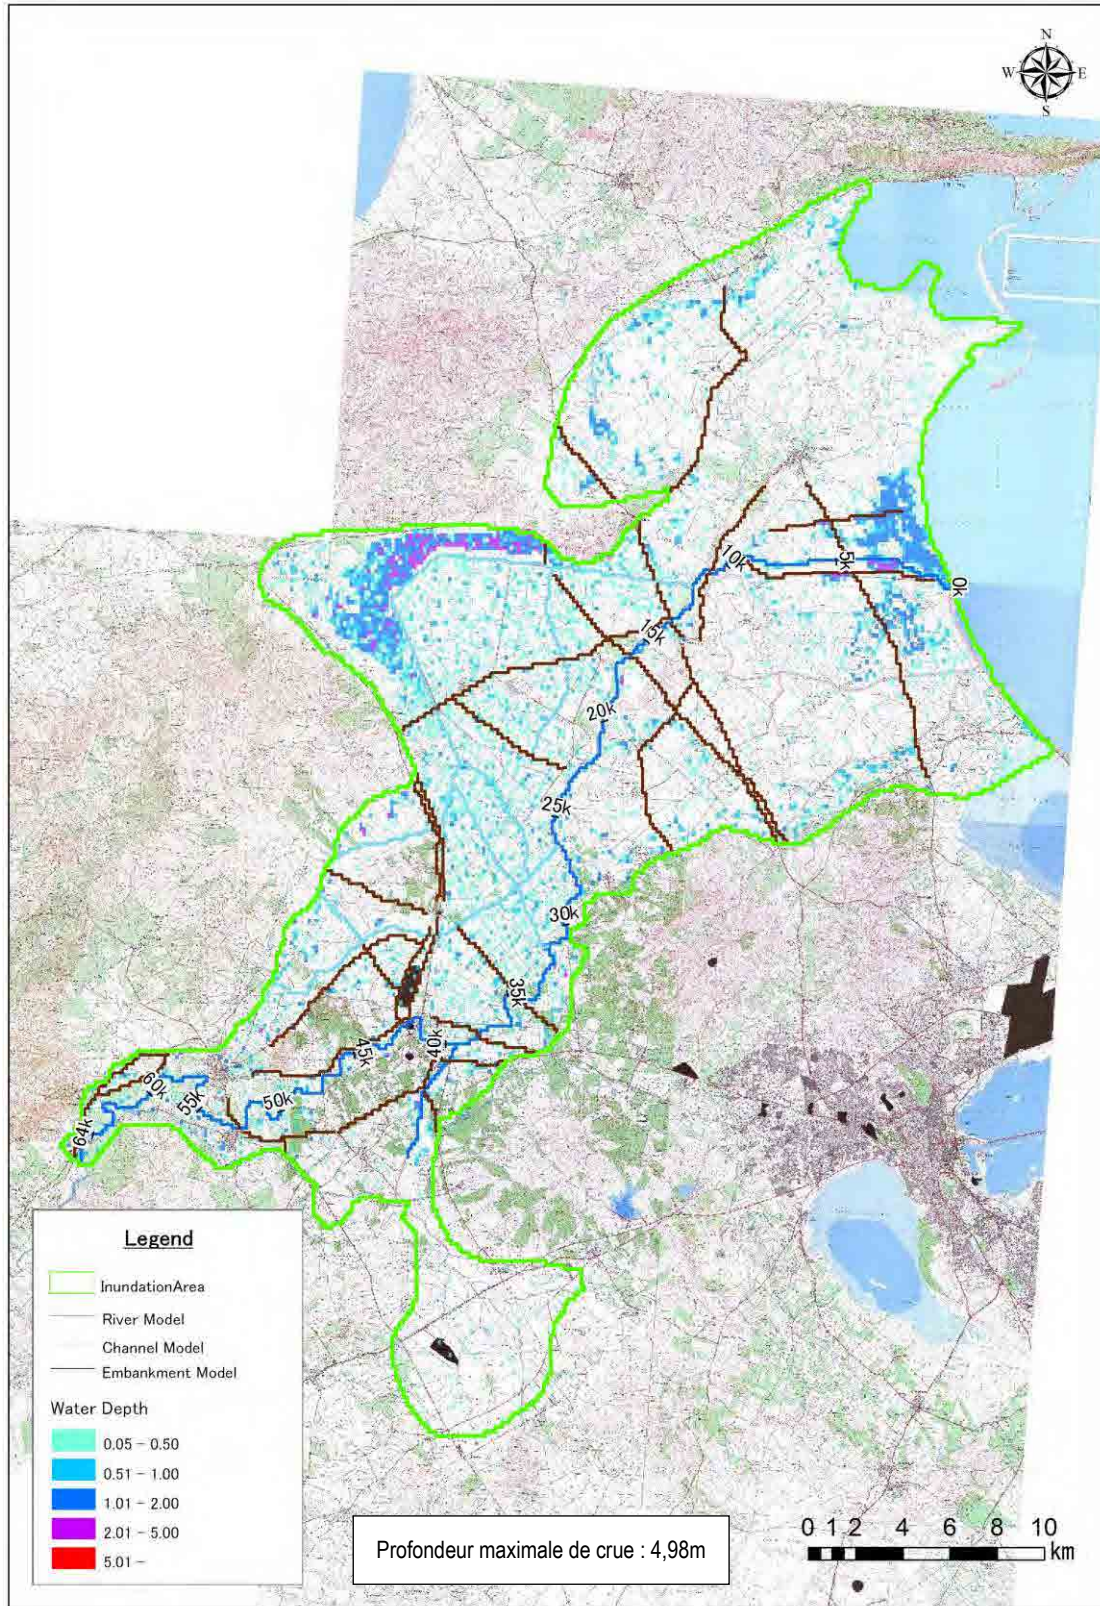 N
W E
S
10k
5k
0k
15k
20k
25k
30k
35k
40k
45k
50k
55k
60k
64k
Legend
InundationArea
River Model
Channel Model
Embankment Model
Water Depth
0.05 - 0.50
0.51 - 1.00
1.01 - 2.00
2.01 - 5.00
5.01 -
Profondeur maximale de crue : 4,98m
0 1 2 4 6 8 10
km